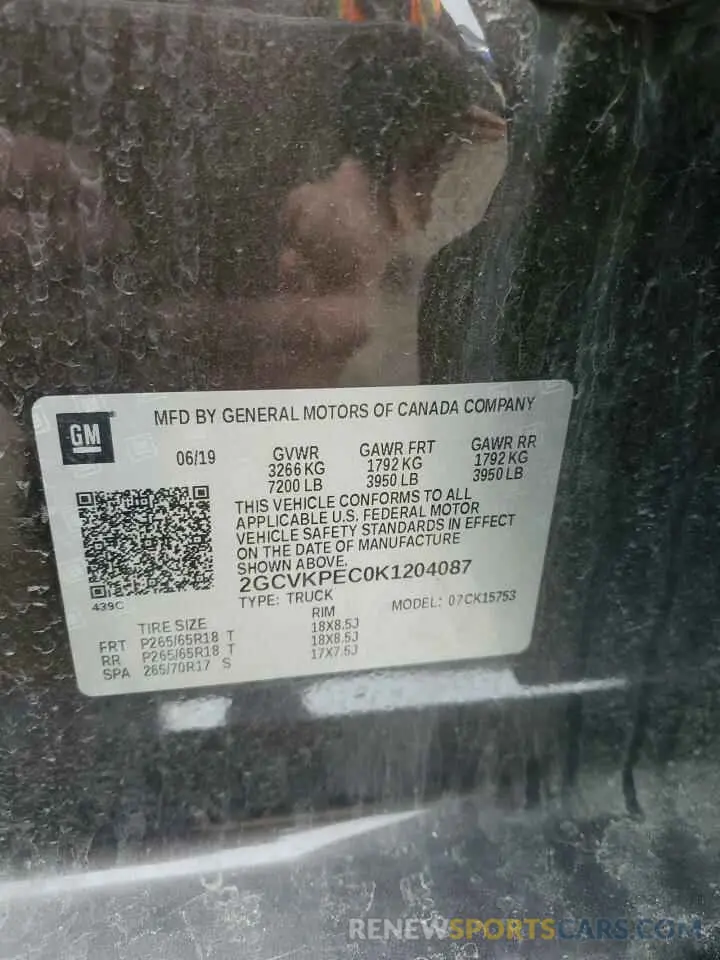 MFD BY GENERAL MOTORS OF CANADA COMPANY
GM
06/19
GVWR GAWR FRT GAWR RR
3266 KG 1792 KG 1792 KG
7200 LB 3950 LB 3950 LB
THIS VEHICLE CONFORMS TO ALL
APPLICABLE U.S. FEDERAL MOTOR
VEHICLE SAFETY STANDARDS IN EFFECT
ON THE DATE OF MANUFACTURE
SHOWN ABOVE.
2GCVKPEC0K1204087
439C
TYPE: TRUCK MODEL: 07CK15753
TIRE SIZE RIM
FRT P265/65R18 T 18X8.5J
RR P265/65R18 T 18X8.5J
SPA 265/70R17 S 17X7.5J
RENEWSPORTSCARS.COM